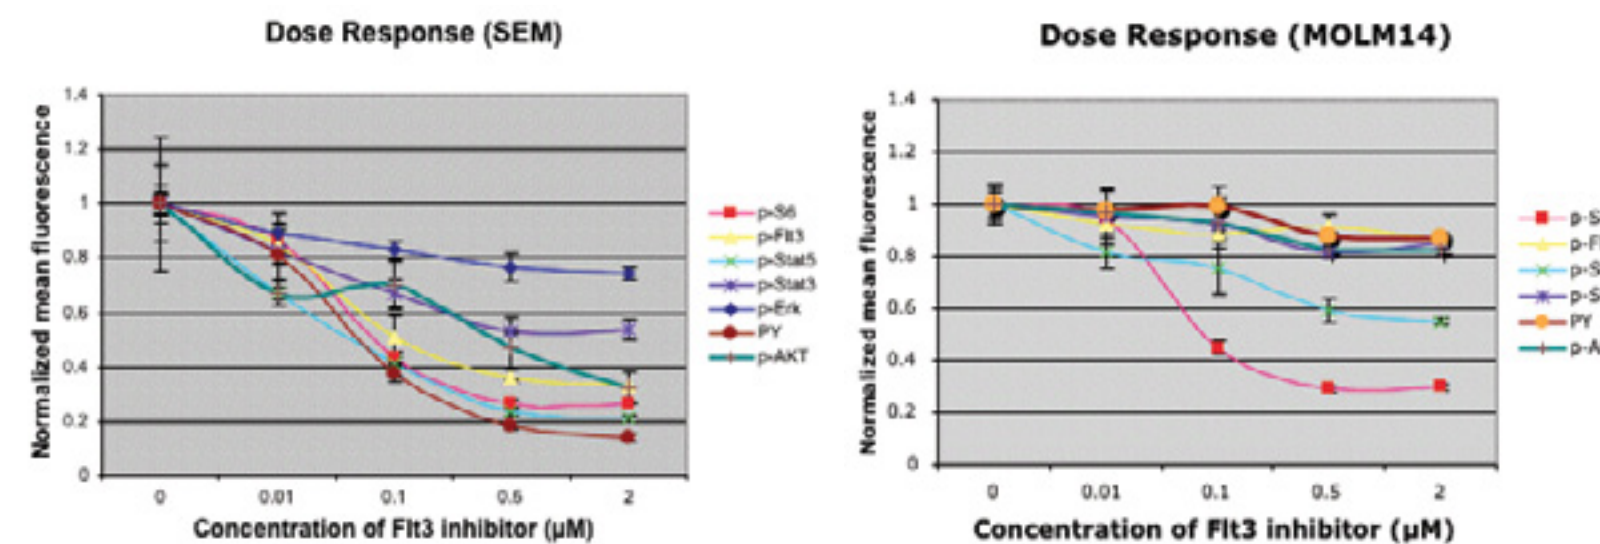 Dose Response (SEM)
Normalized mean fluorescence
1.4
1.2
1
0.8
0.6
0.4
0.2
0
0
0.01
0.1
0.5
2
Concentration of Flt3 inhibitor (µM)
p-S6
p-Flt3
p-Stat5
p-Stat3
p-Erk
PY
p-AKT
Dose Response (MOLM14)
Normalized mean fluorescence
1.4
1.2
1
0.8
0.6
0.4
0.2
0
0
0.01
0.1
0.5
2
Concentration of Flt3 inhibitor (µM)
p-S
p-Fl
p-S
p-S
PY
p-A